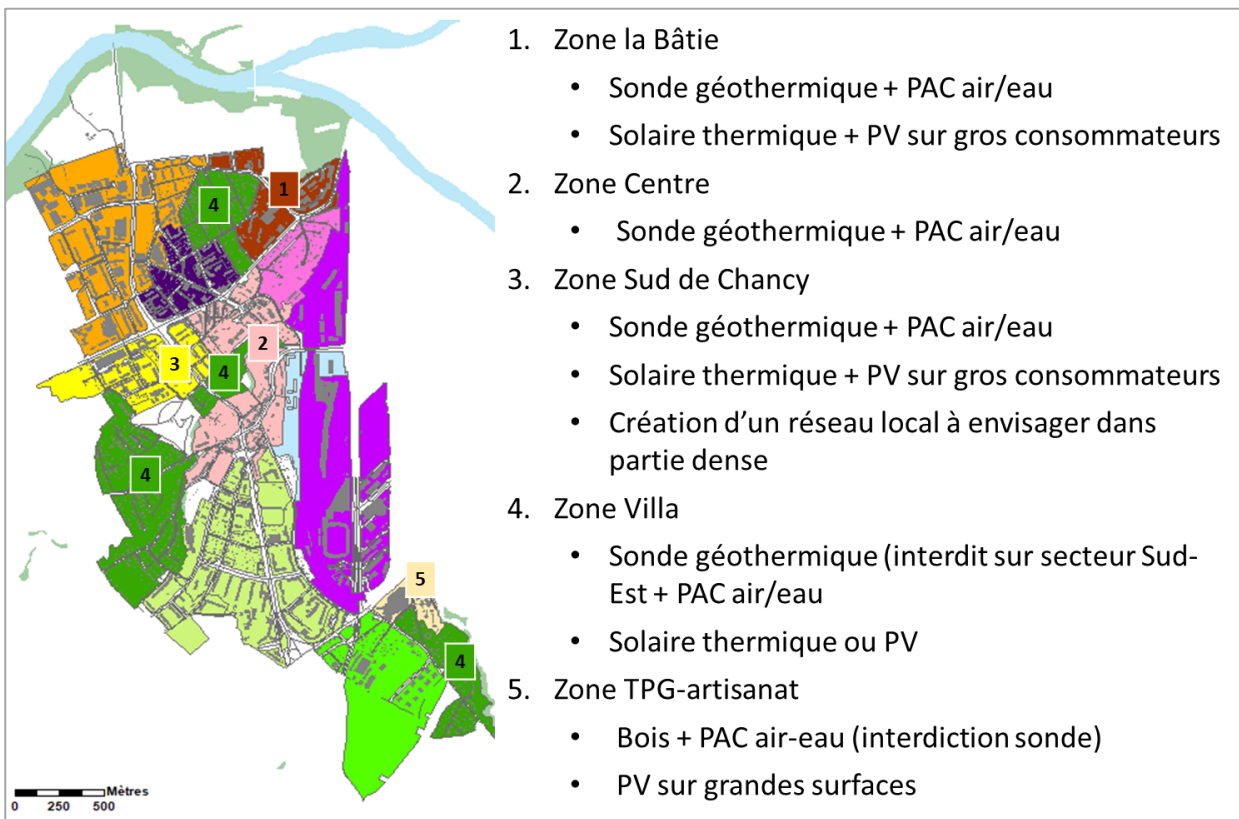 1. Zone la Bâtie
• Sonde géothermique + PAC air/eau
• Solaire thermique + PV sur gros consommateurs
2. Zone Centre
• Sonde géothermique + PAC air/eau
3. Zone Sud de Chancy
• Sonde géothermique + PAC air/eau
• Solaire thermique + PV sur gros consommateurs
• Création d’un réseau local à envisager dans
partie dense
4. Zone Villa
• Sonde géothermique (interdit sur secteur Sud-
Est + PAC air/eau
• Solaire thermique ou PV
5. Zone TPG-artisanat
• Bois + PAC air-eau (interdiction sonde)
• PV sur grandes surfaces
1
4
2
3
4
4
5
4
Mètres
0 250 500